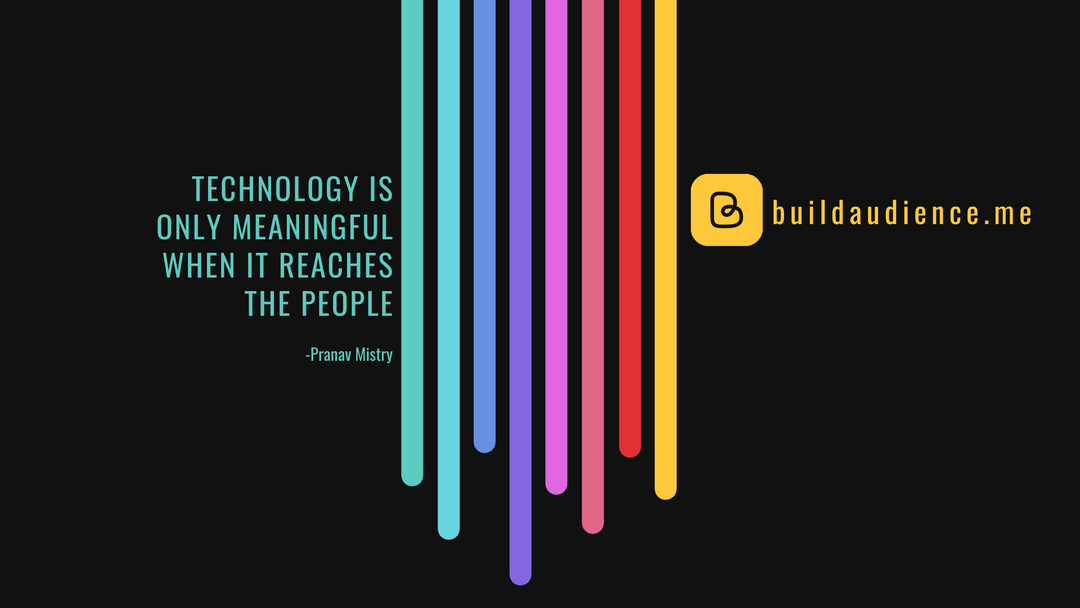 TECHNOLOGY IS
ONLY MEANINGFUL
WHEN IT REACHES
THE PEOPLE
-Pranav Mistry
B
buildaudience.me